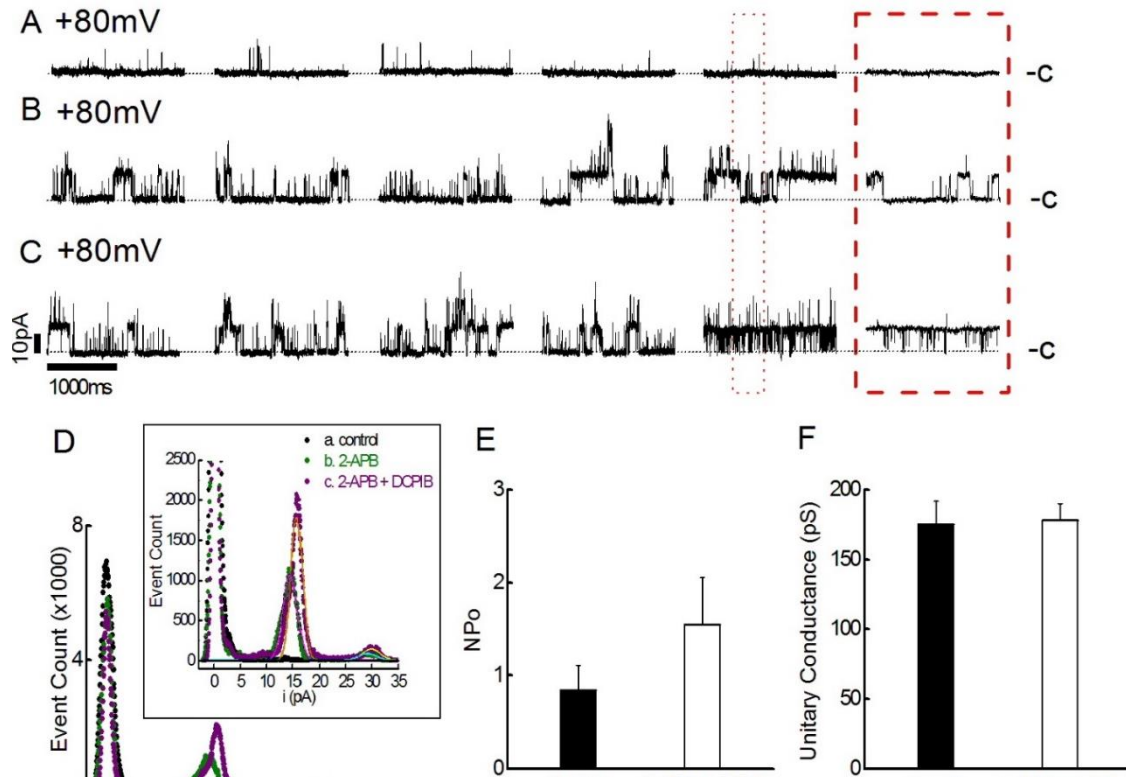 A +80mV
-C
B +80mV
-C
C +80mV
10pA
-C
1000ms
D
a. control
b. 2-APB
c. 2-APB + DCPIB
2500
2000
1500
1000
500
0
Event Count
0 5 10 15 20 25 30 35
i (pA)
8
4
Event Count (x1000)
E
3
2
1
0
NPo
F
200
150
100
50
0
Unitary Conductance (pS)